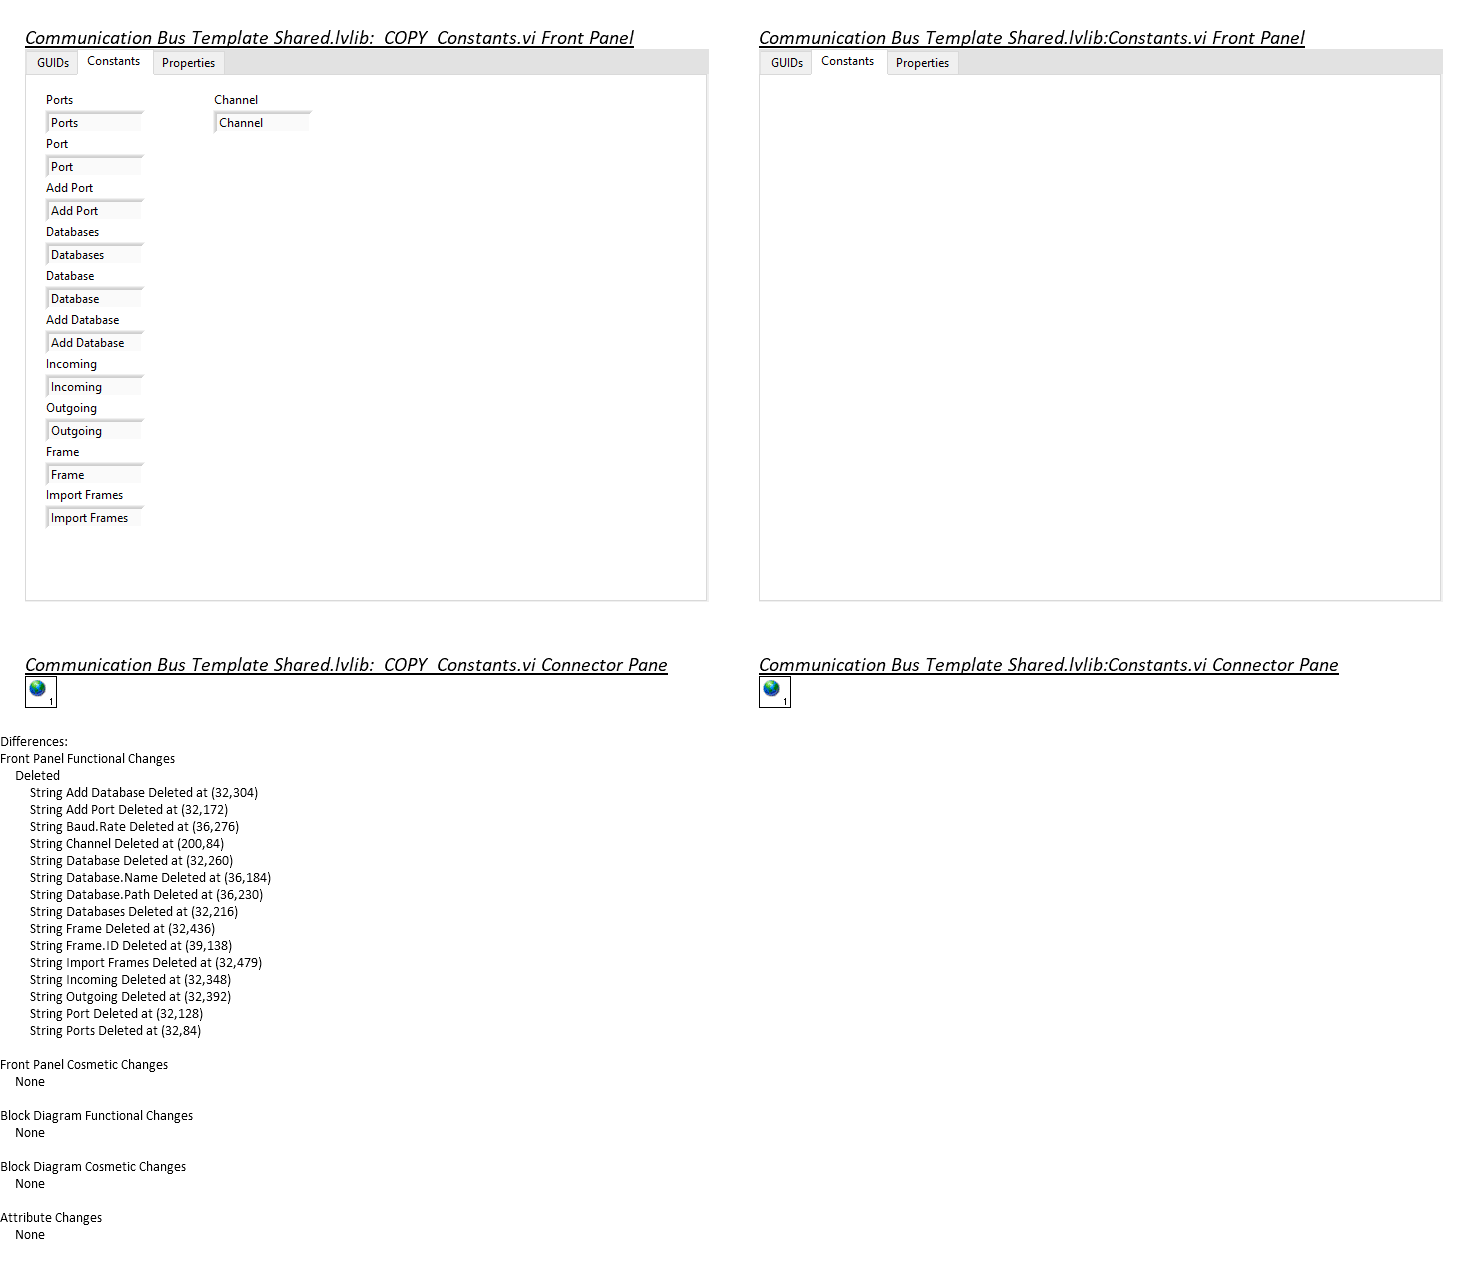 Communication Bus Template Shared.lvlib:_COPY_Constants.vi Front Panel
GUIDs Constants Properties
Ports
Ports
Port
Port
Add Port
Add Port
Databases
Databases
Database
Database
Add Database
Add Database
Incoming
Incoming
Outgoing
Outgoing
Frame
Frame
Import Frames
Import Frames
Channel
Channel
Communication Bus Template Shared.lvlib:Constants.vi Front Panel
GUIDs Constants Properties
Communication Bus Template Shared.lvlib:_COPY_Constants.vi Connector Pane
1
Communication Bus Template Shared.lvlib:Constants.vi Connector Pane
1
Differences:
Front Panel Functional Changes
Deleted
String Add Database Deleted at (32,304)
String Add Port Deleted at (32,172)
String Baud.Rate Deleted at (36,276)
String Channel Deleted at (200,84)
String Database Deleted at (32,260)
String Database.Name Deleted at (36,184)
String Database.Path Deleted at (36,230)
String Databases Deleted at (32,216)
String Frame Deleted at (32,436)
String Frame.ID Deleted at (39,138)
String Import Frames Deleted at (32,479)
String Incoming Deleted at (32,348)
String Outgoing Deleted at (32,392)
String Port Deleted at (32,128)
String Ports Deleted at (32,84)
Front Panel Cosmetic Changes
None
Block Diagram Functional Changes
None
Block Diagram Cosmetic Changes
None
Attribute Changes
None